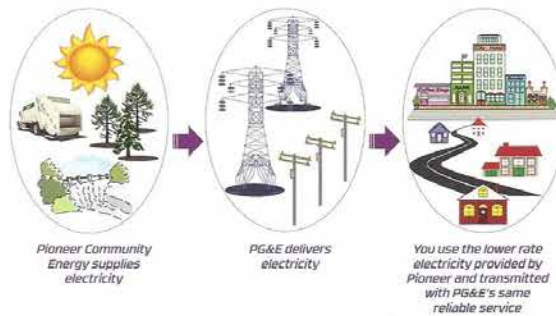 Pioneer Community
Energy supplies
electricity
PG&E delivers
electricity
You use the lower rate
electricity provided by
Pioneer and transmitted
with PG&E's same
reliable service
BANK